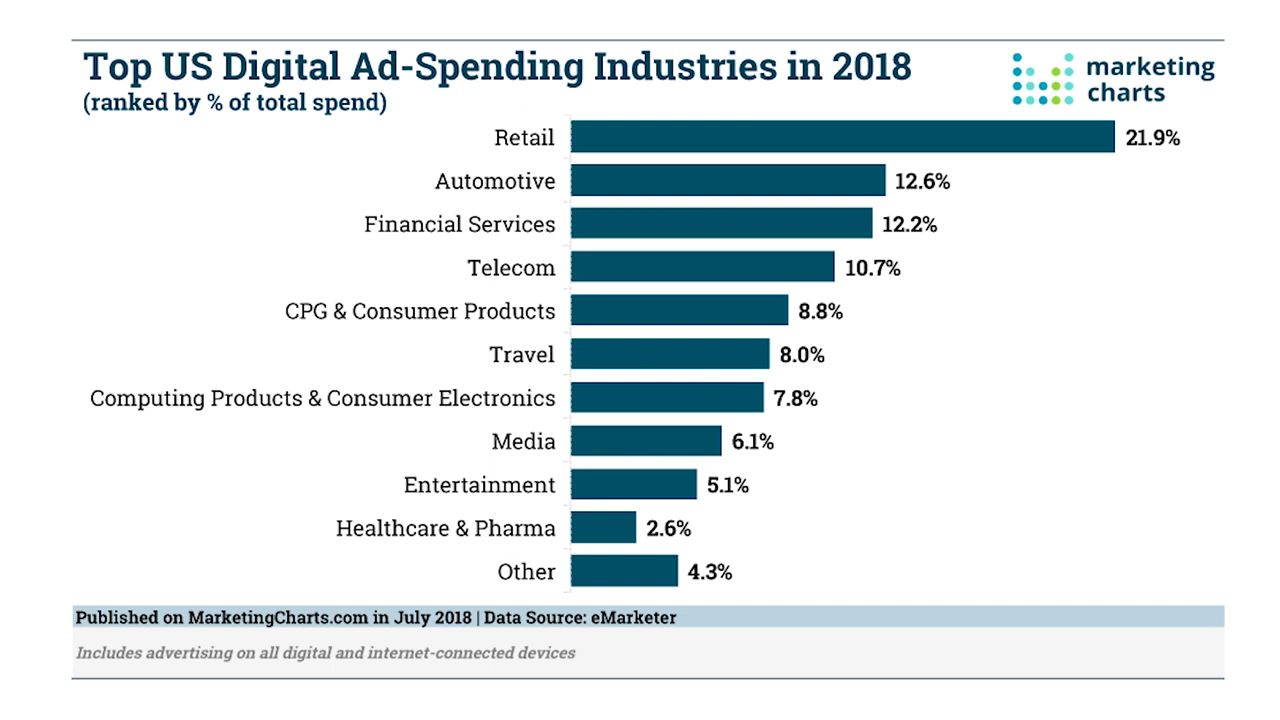 Top US Digital Ad-Spending Industries in 2018
(ranked by % of total spend)
marketing
charts
Retail 21.9%
Automotive 12.6%
Financial Services 12.2%
Telecom 10.7%
CPG & Consumer Products 8.8%
Travel 8.0%
Computing Products & Consumer Electronics 7.8%
Media 6.1%
Entertainment 5.1%
Healthcare & Pharma 2.6%
Other 4.3%
Published on MarketingCharts.com in July 2018 | Data Source: eMarketer
Includes advertising on all digital and internet-connected devices